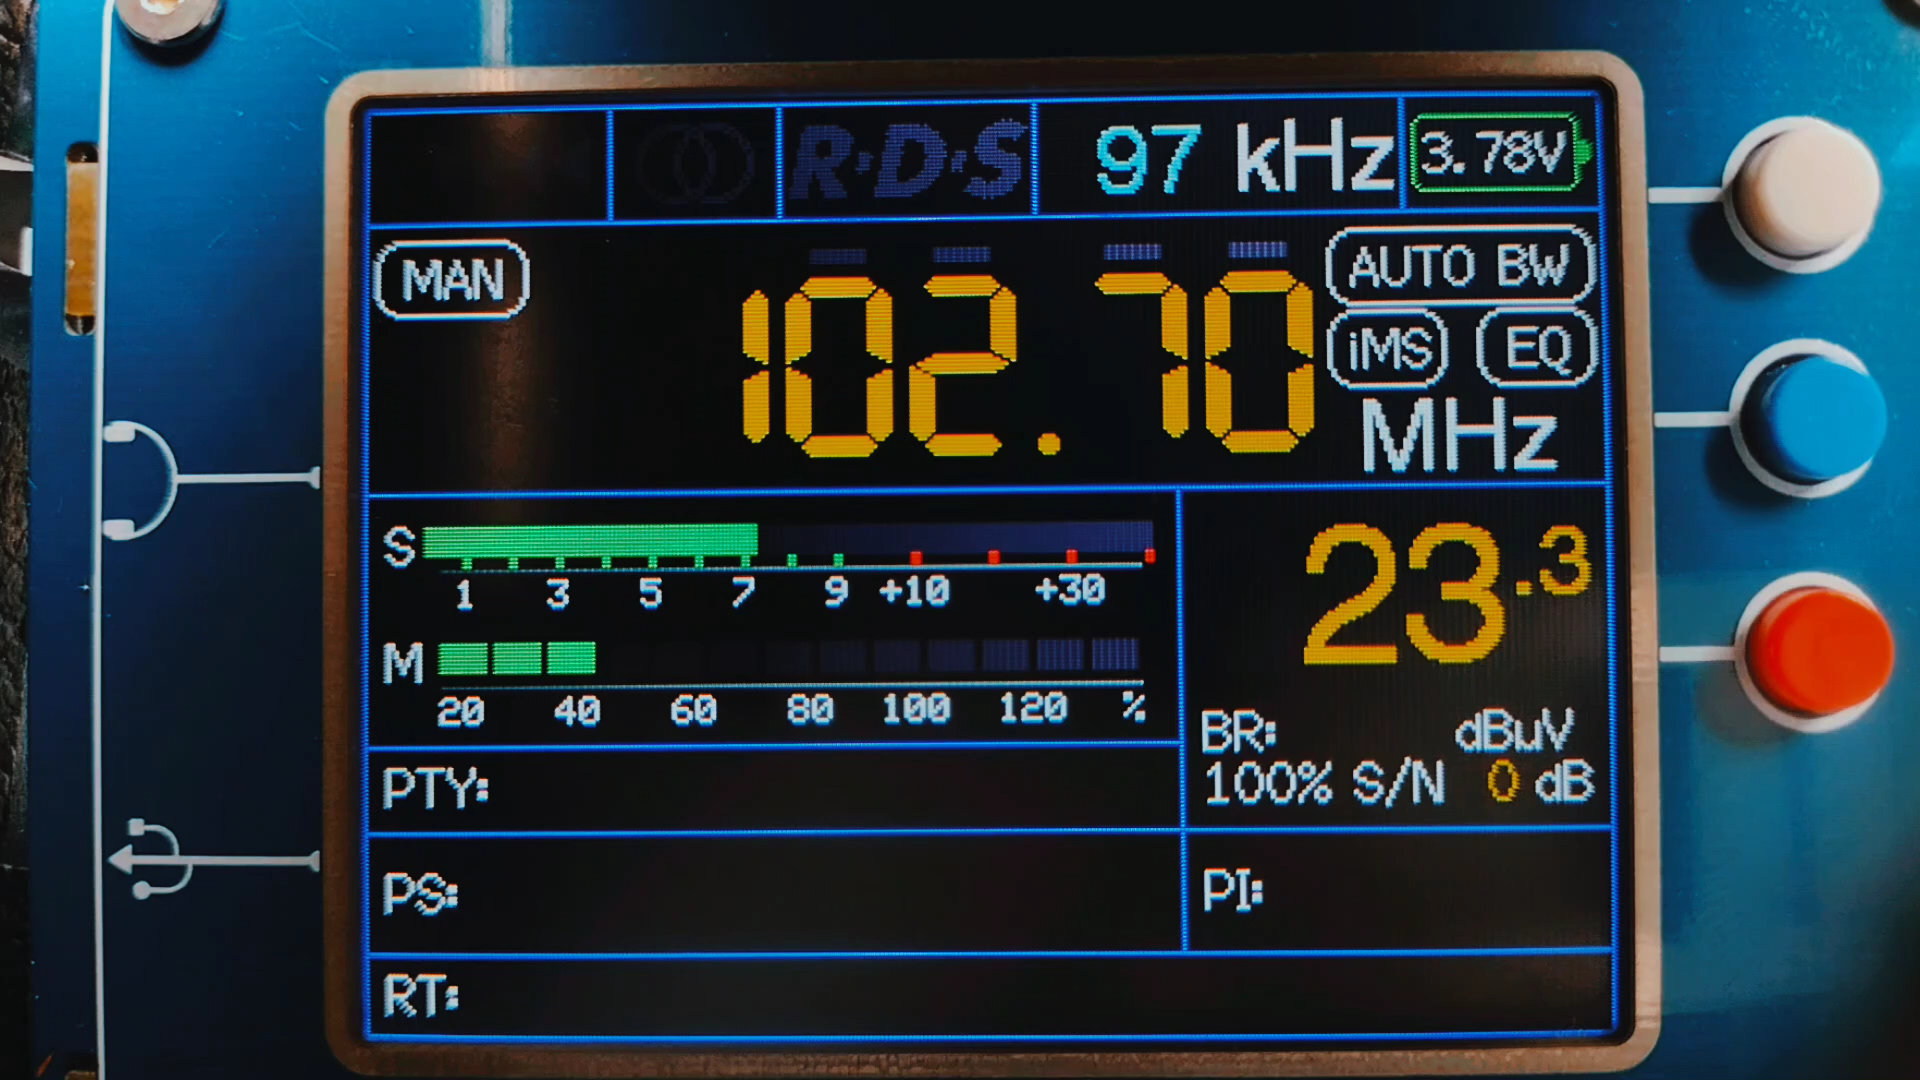 R·D·S 97 kHz 3.78V
MAN 102.70 AUTO BW
iMS EQ
MHz
S
1 3 5 7 9 +10 +30
M
20 40 60 80 100 120 %
23.3
BR: dBuV
100% S/N 0 dB
PTY:
PS: PI:
RT: